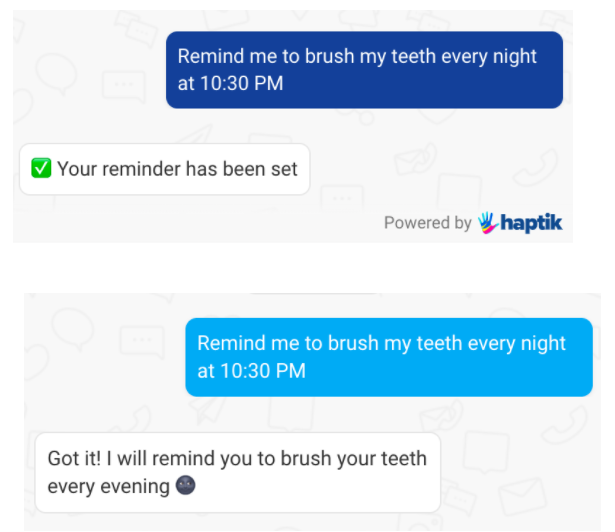 Remind me to brush my teeth every night
at 10:30 PM
✅ Your reminder has been set
Powered by haptik
Remind me to brush my teeth every night
at 10:30 PM
Got it! I will remind you to brush your teeth
every evening 🌚